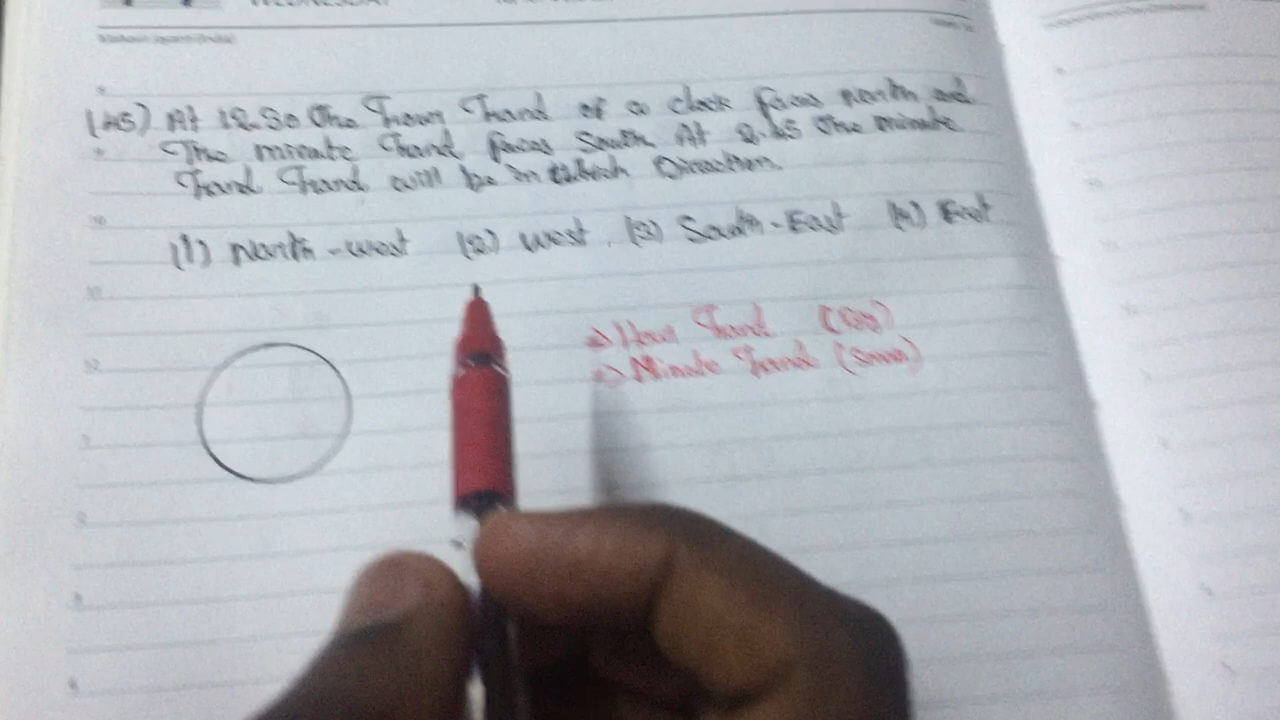 WEDNESDAY
(45) At 12.30 the hour hand of a clock faces North and
The minute hand faces South. At 2.45 the minute
hand hand will be in which Direction.
(1) North-west (2) west, (3) South-East (4) East
⇒ Hour hand
⇒ Minute hand